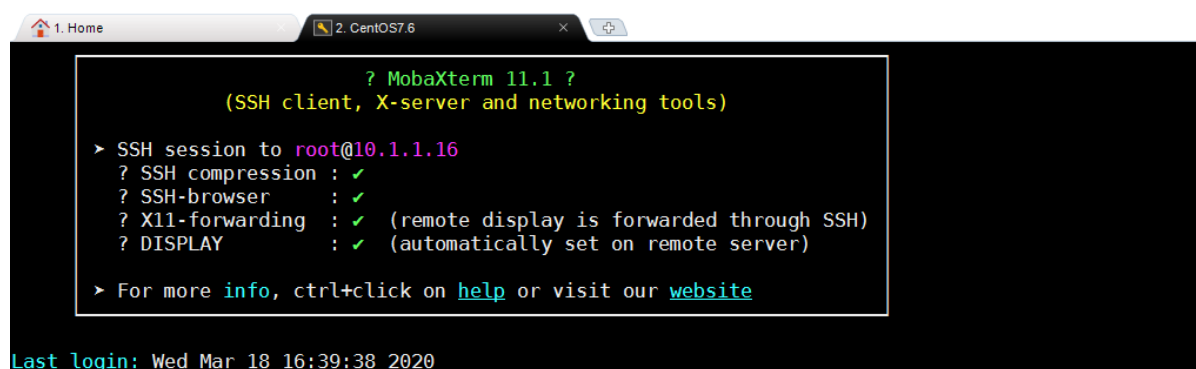 1. Home
2. CentOS7.6
? MobaXterm 11.1 ?
(SSH client, X-server and networking tools)
➤ SSH session to root@10.1.1.16
? SSH compression : ✔
? SSH-browser : ✔
? X11-forwarding : ✔ (remote display is forwarded through SSH)
? DISPLAY : ✔ (automatically set on remote server)
➤ For more info, ctrl+click on help or visit our website
Last login: Wed Mar 18 16:39:38 2020